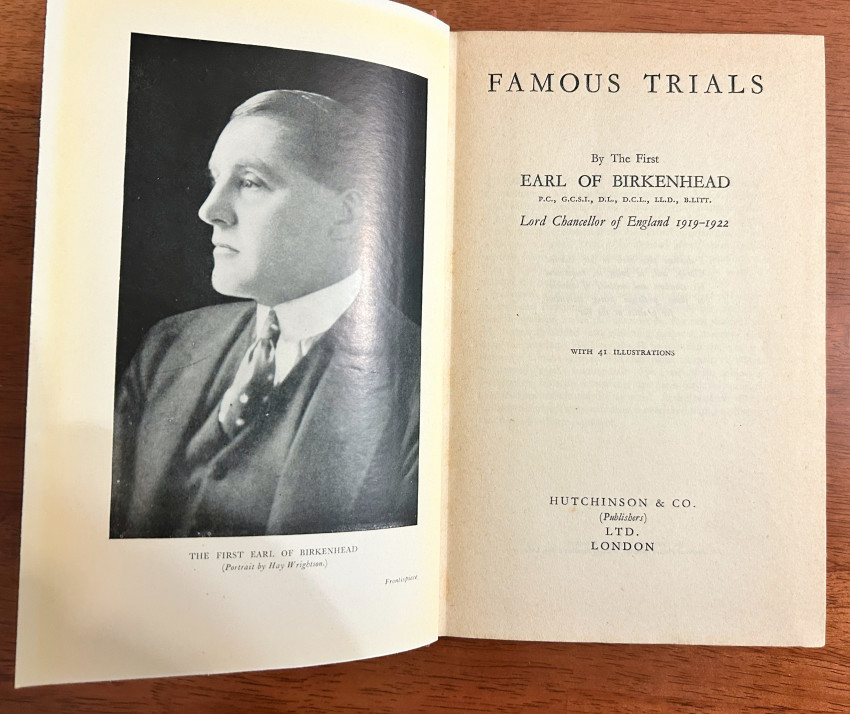 THE FIRST EARL OF BIRKENHEAD
(Portrait by Hay Wrightson.)
Frontispiece
FAMOUS TRIALS
By The First
EARL OF BIRKENHEAD
P.C., G.C.S.I., D.L., D.C.L., LL.D., B.LITT.
Lord Chancellor of England 1919–1922
WITH 41 ILLUSTRATIONS
HUTCHINSON & CO.
(Publishers)
LTD.
LONDON